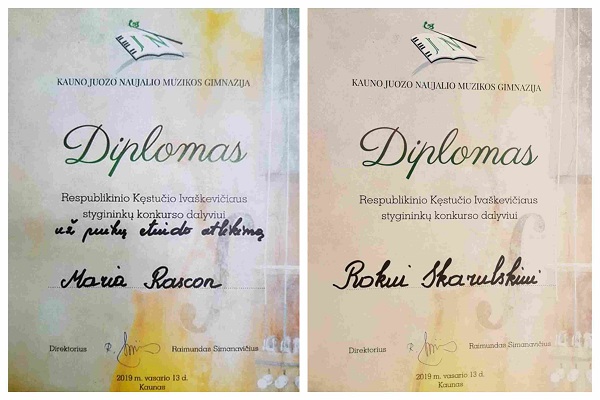 KAUNO JUOZO NAUJALIO MUZIKOS GIMNAZIJA
Diplomas
Respublikinio Kęstučio Ivaškevičiaus
stygininkų konkurso dalyviui
už puikų etiudo atlikimą
Maria Rascon
Direktorius Raimundas Simanavičius
2019 m. vasario 13 d.
Kaunas
KAUNO JUOZO NAUJALIO MUZIKOS GIMNAZIJA
Diplomas
Respublikinio Kęstučio Ivaškevičiaus
stygininkų konkurso dalyviui
Rokui Skarulskiui
Direktorius Raimundas Simanavičius
2019 m. vasario 13 d.
Kaunas